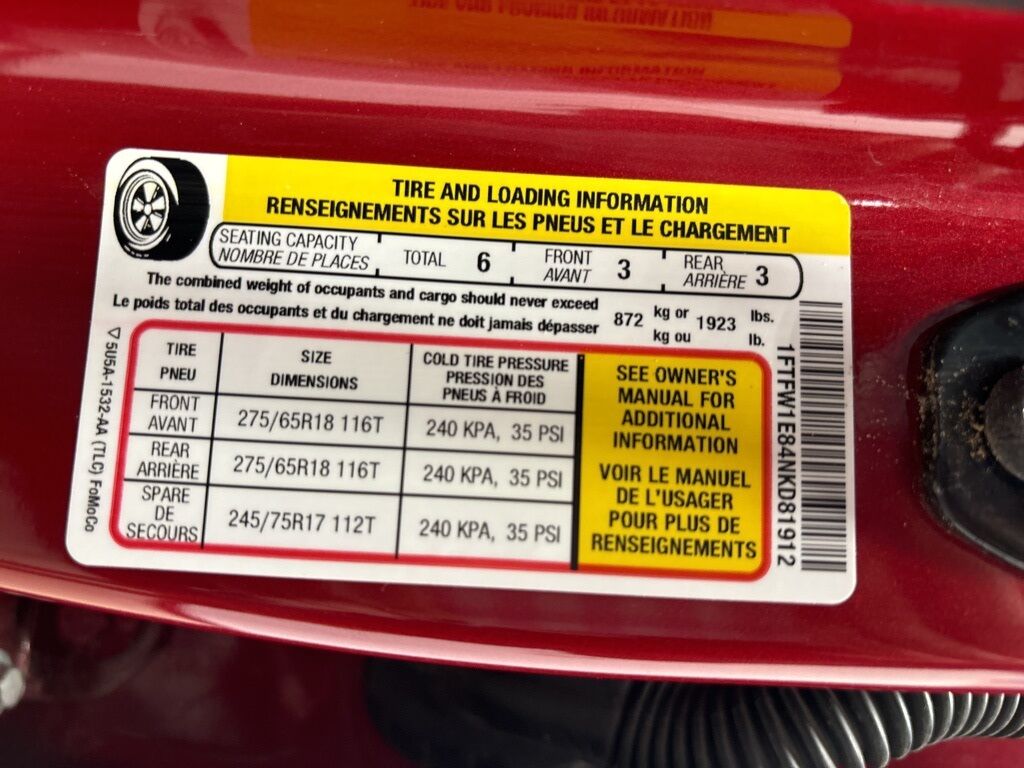 TIRE AND LOADING INFORMATION
RENSEIGNEMENTS SUR LES PNEUS ET LE CHARGEMENT
SEATING CAPACITY
NOMBRE DE PLACES
TOTAL 6
FRONT
AVANT
3
REAR
ARRIÈRE
3
The combined weight of occupants and cargo should never exceed
Le poids total des occupants et du chargement ne doit jamais dépasser
872
kg or
kg ou
1923
lbs.
lb.
TIRE
PNEU
SIZE
DIMENSIONS
COLD TIRE PRESSURE
PRESSION DES
PNEUS À FROID
FRONT
AVANT
275/65R18 116T
240 KPA, 35 PSI
REAR
ARRIÈRE
275/65R18 116T
240 KPA, 35 PSI
SPARE
DE
SECOURS
245/75R17 112T
240 KPA, 35 PSI
SEE OWNER'S
MANUAL FOR
ADDITIONAL
INFORMATION
VOIR LE MANUEL
DE L'USAGER
POUR PLUS DE
RENSEIGNEMENTS
5U5A-1532-AA (TLC) FoMoCo
1FTFW1E84NKD81912